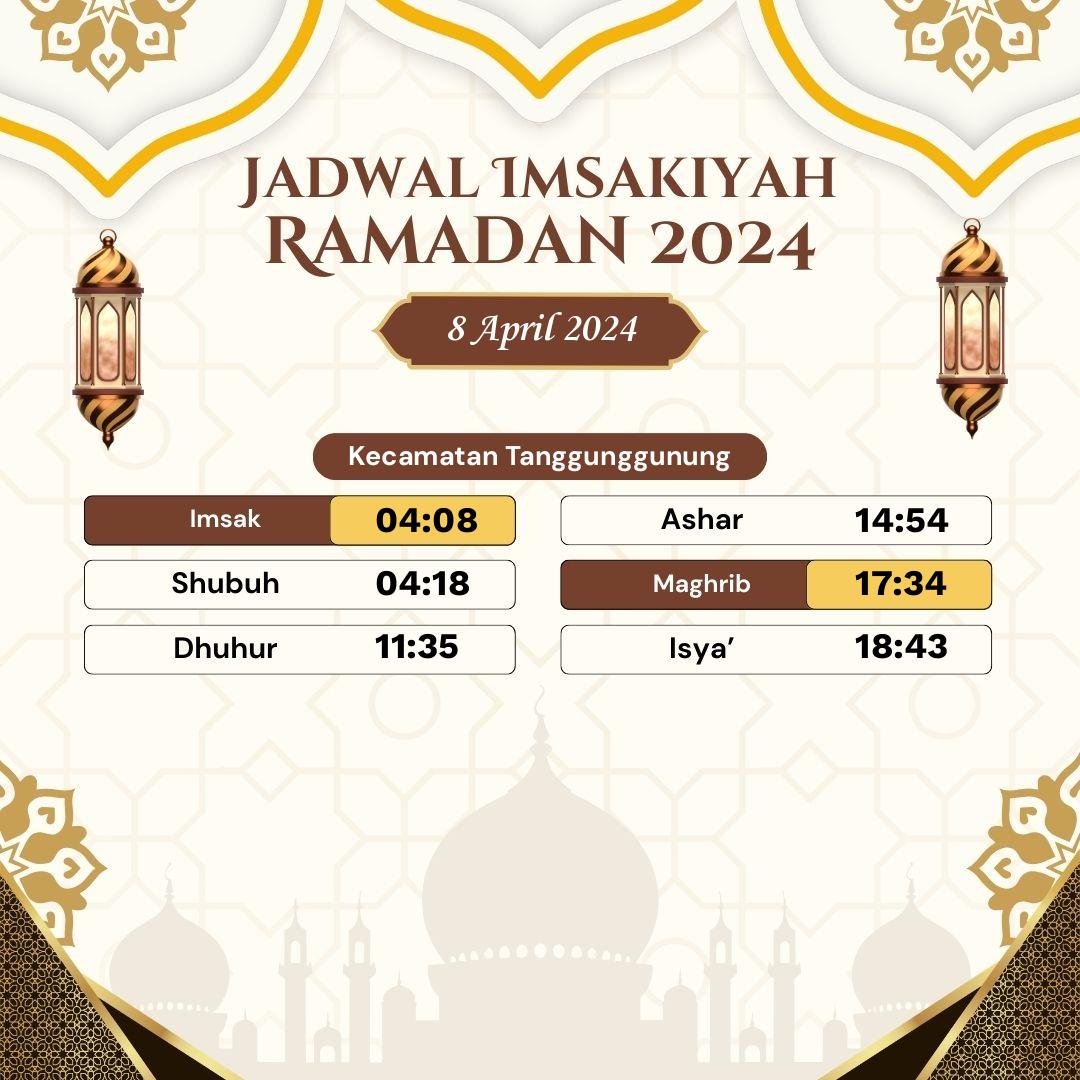 Jadwal Imsakiyah
Ramadan 2024
8 April 2024
Kecamatan Tanggunggunung
Imsak 04:08
Shubuh 04:18
Dhuhur 11:35
Ashar 14:54
Maghrib 17:34
Isya’ 18:43